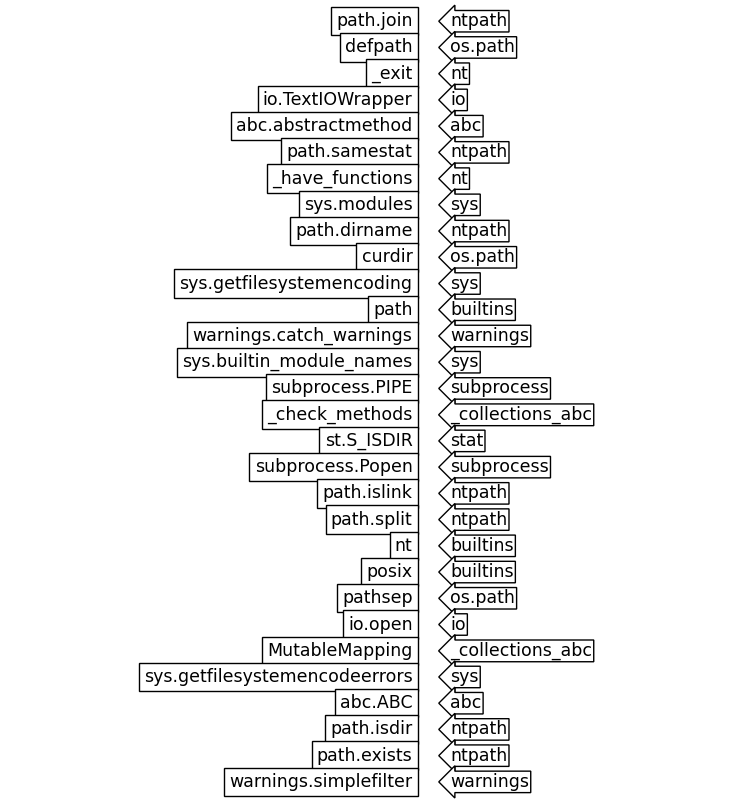 path.join ntpath
defpath os.path
_exit nt
io.TextIOWrapper io
abc.abstractmethod abc
path.samestat ntpath
_have_functions nt
sys.modules sys
path.dirname ntpath
curdir os.path
sys.getfilesystemencoding sys
path builtins
warnings.catch_warnings warnings
sys.builtin_module_names sys
subprocess.PIPE subprocess
_check_methods _collections_abc
st.S_ISDIR stat
subprocess.Popen subprocess
path.islink ntpath
path.split ntpath
nt builtins
posix builtins
pathsep os.path
io.open io
MutableMapping _collections_abc
sys.getfilesystemencodeerrors sys
abc.ABC abc
path.isdir ntpath
path.exists ntpath
warnings.simplefilter warnings